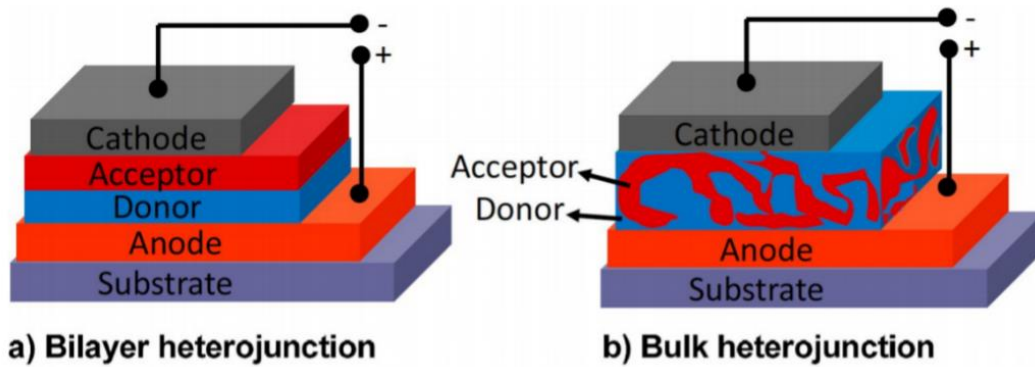 -
+
Cathode
Acceptor
Donor
Anode
Substrate
a) Bilayer heterojunction
-
+
Cathode
Acceptor
Donor
Anode
Substrate
b) Bulk heterojunction